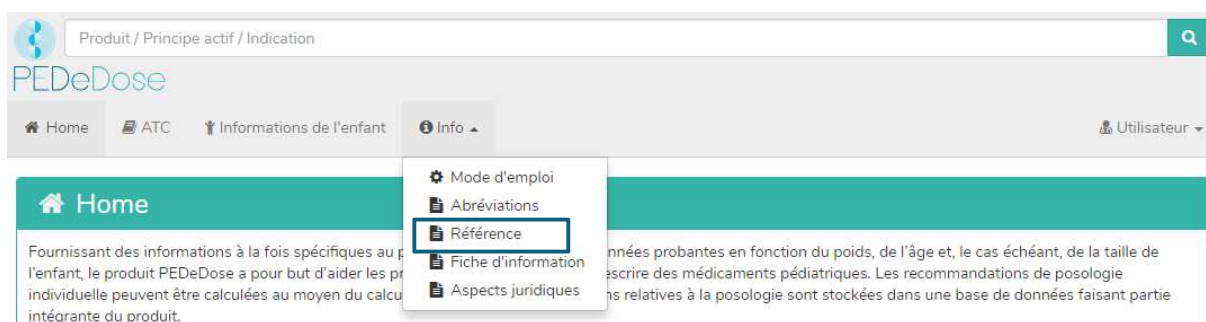 Produit / Principe actif / Indication
PEDeDose
Home ATC Informations de l'enfant Info Utilisateur
Mode d'emploi
Abréviations
Référence
Fiche d'information
Aspects juridiques
Home
Fournissant des informations à la fois spécifiques au p nnées probantes en fonction du poids, de l'âge et, le cas échéant, de la taille de
l'enfant, le produit PEDeDose a pour but d'aider les pr escrire des médicaments pédiatriques. Les recommandations de posologie
individuelle peuvent être calculées au moyen du calcu ns relatives à la posologie sont stockées dans une base de données faisant partie
intégrante du produit.